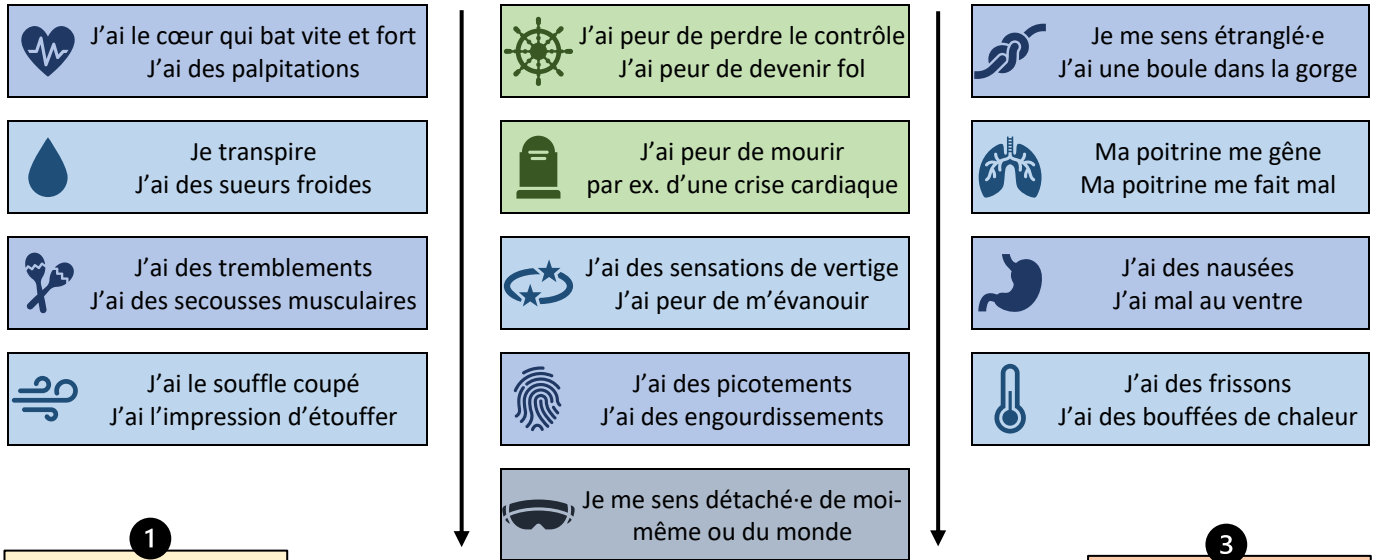 J'ai le cœur qui bat vite et fort
J'ai des palpitations
Je transpire
J'ai des sueurs froides
J'ai des tremblements
J'ai des secousses musculaires
J'ai le souffle coupé
J'ai l'impression d'étouffer
J'ai peur de perdre le contrôle
J'ai peur de devenir fol
J'ai peur de mourir
par ex. d'une crise cardiaque
J'ai des sensations de vertige
J'ai peur de m'évanouir
J'ai des picotements
J'ai des engourdissements
Je me sens détaché·e de moi-
même ou du monde
Je me sens étranglé·e
J'ai une boule dans la gorge
Ma poitrine me gêne
Ma poitrine me fait mal
J'ai des nausées
J'ai mal au ventre
J'ai des frissons
J'ai des bouffées de chaleur
1
3